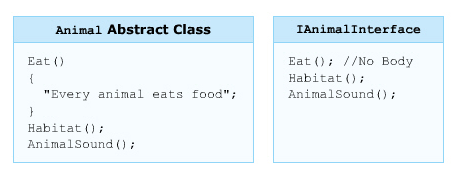 Animal Abstract Class
Eat()
{
"Every animal eats food";
}
Habitat();
AnimalSound();
IAnimalInterface
Eat(); //No Body
Habitat();
AnimalSound();